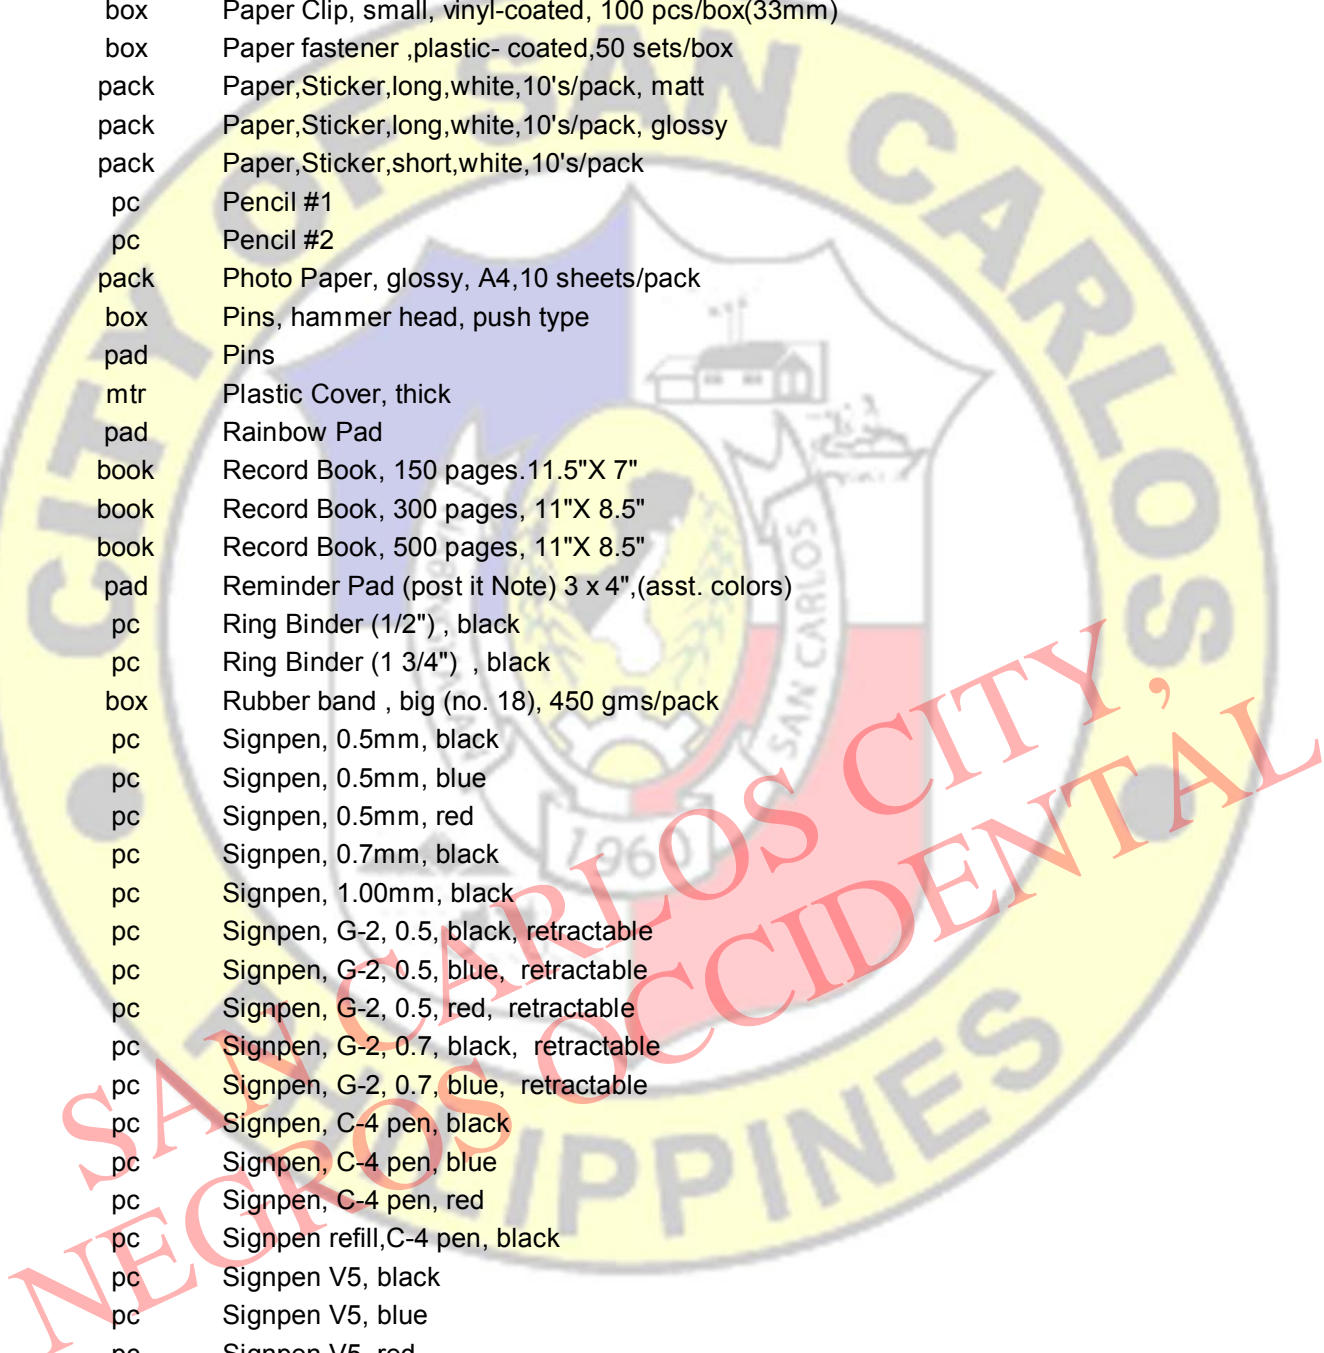 box Paper Clip, small, vinyl-coated, 100 pcs/box(33mm)
box Paper fastener ,plastic- coated,50 sets/box
pack Paper,Sticker,long,white,10's/pack, matt
pack Paper,Sticker,long,white,10's/pack, glossy
pack Paper,Sticker,short,white,10's/pack
pc Pencil #1
pc Pencil #2
pack Photo Paper, glossy, A4,10 sheets/pack
box Pins, hammer head, push type
pad Pins
mtr Plastic Cover, thick
pad Rainbow Pad
book Record Book, 150 pages.11.5"X 7"
book Record Book, 300 pages, 11"X 8.5"
book Record Book, 500 pages, 11"X 8.5"
pad Reminder Pad (post it Note) 3 x 4",(asst. colors)
pc Ring Binder (1/2") , black
pc Ring Binder (1 3/4") , black
box Rubber band , big (no. 18), 450 gms/pack
pc Signpen, 0.5mm, black
pc Signpen, 0.5mm, blue
pc Signpen, 0.5mm, red
pc Signpen, 0.7mm, black
pc Signpen, 1.00mm, black
pc Signpen, G-2, 0.5, black, retractable
pc Signpen, G-2, 0.5, blue, retractable
pc Signpen, G-2, 0.5, red, retractable
pc Signpen, G-2, 0.7, black, retractable
pc Signpen, G-2, 0.7, blue, retractable
pc Signpen, C-4 pen, black
pc Signpen, C-4 pen, blue
pc Signpen, C-4 pen, red
pc Signpen refill,C-4 pen, black
pc Signpen V5, black
pc Signpen V5, blue
pc Signpen V5, red
CITY OF SAN CARLOS
SAN CARLOS
1960
PHILIPPINES
SAN CARLOS CITY,
NEGROS OCCIDENTAL